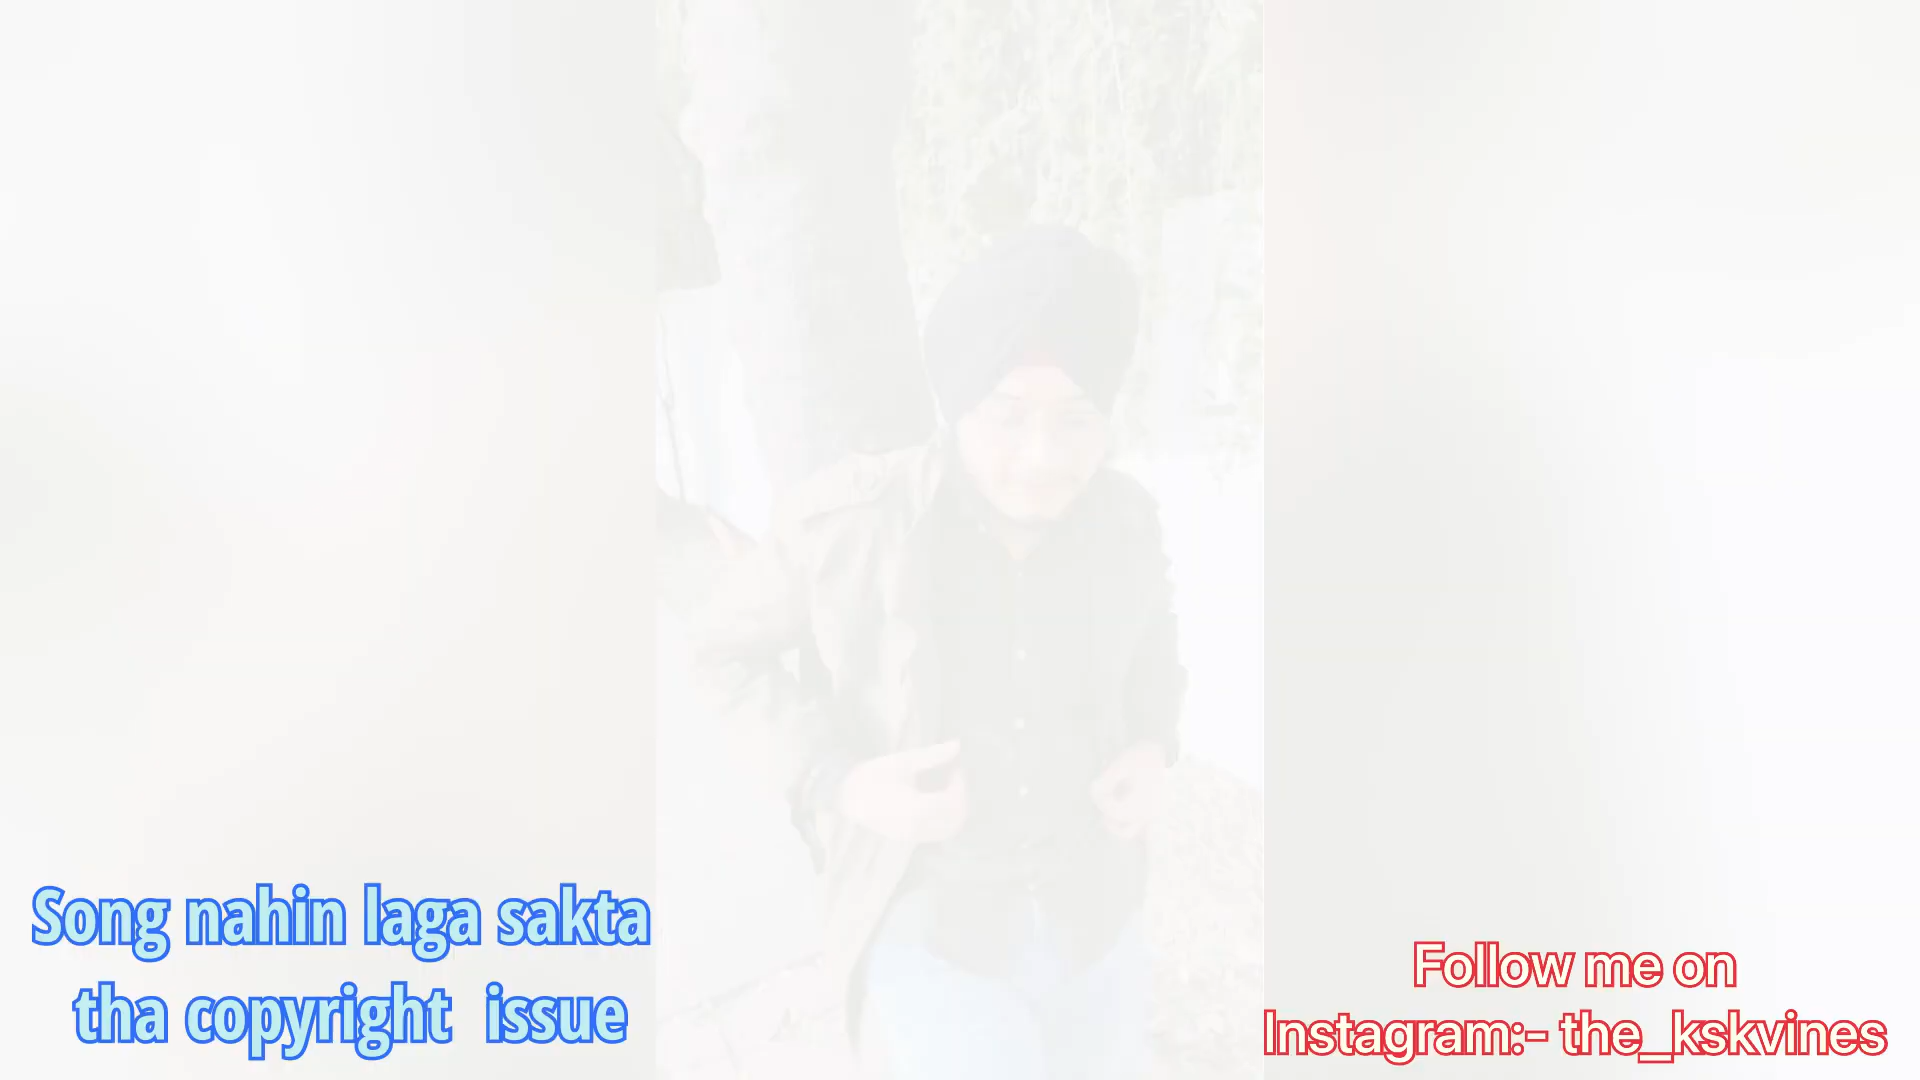 Song nahin laga sakta
tha copyright issue
Follow me on
Instagram:- the_kskvines